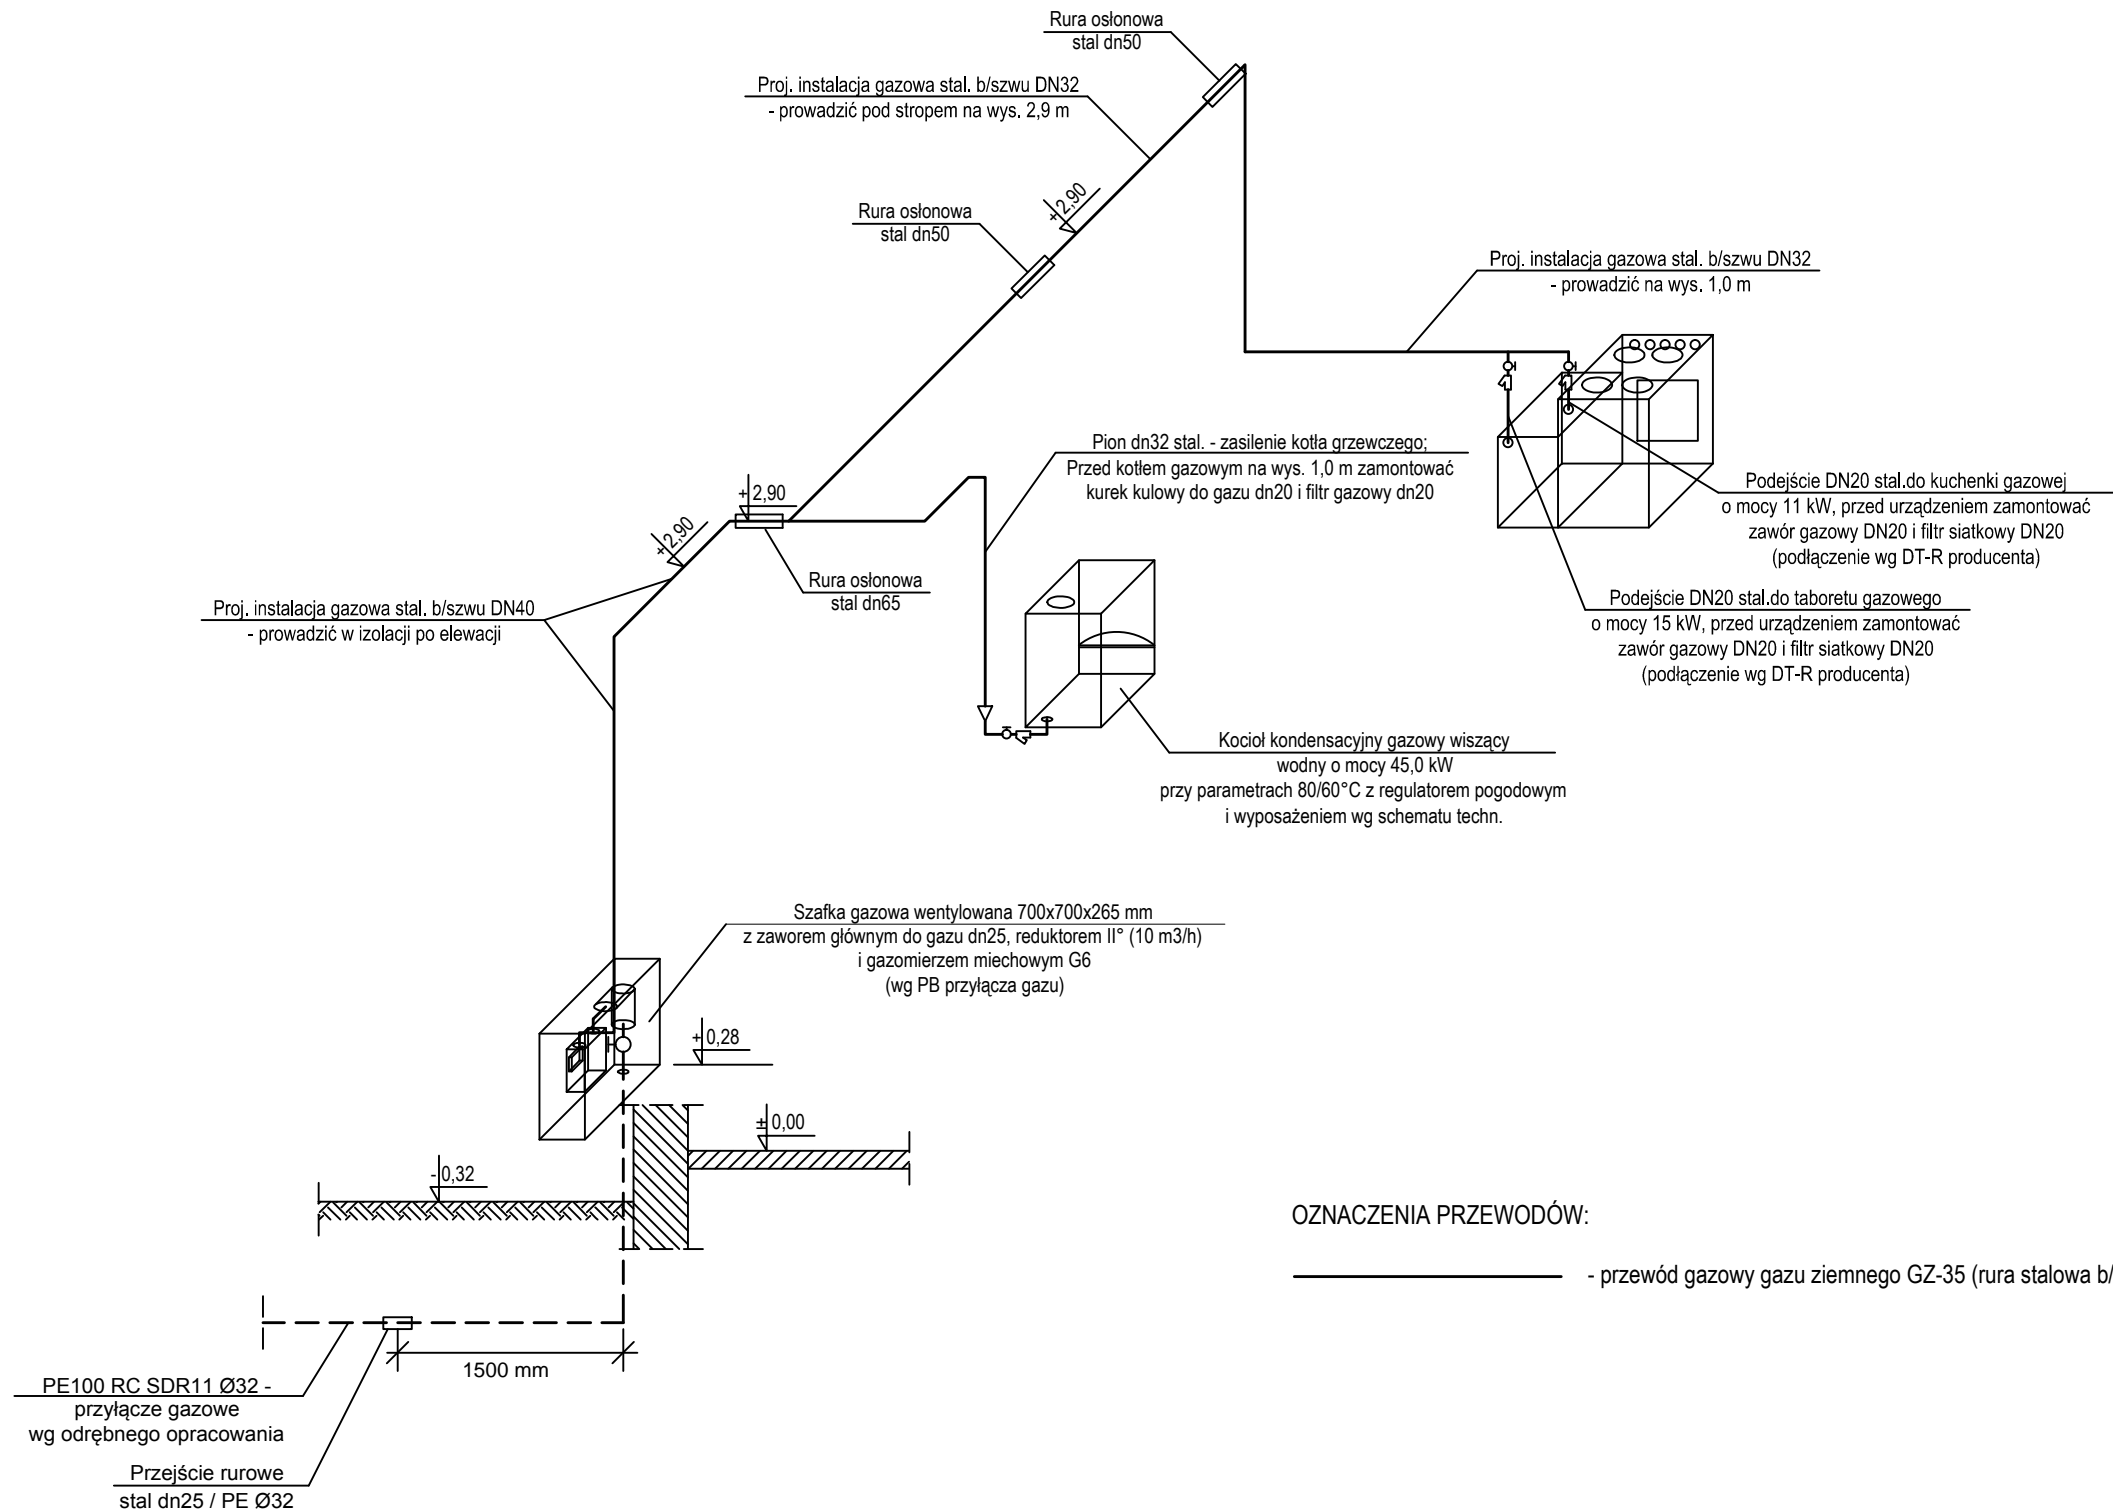 Rura osłonowa
stal dn50
Proj. instalacja gazowa stal. b/szwu DN32
- prowadzić pod stropem na wys. 2,9 m
+2,90
Rura osłonowa
stal dn50
Proj. instalacja gazowa stal. b/szwu DN32
- prowadzić na wys. 1,0 m
Pion dn32 stal. - zasilenie kotła grzewczego;
Przed kotłem gazowym na wys. 1,0 m zamontować
kurek kulowy do gazu dn20 i filtr gazowy dn20
Podejście DN20 stal.do kuchenki gazowej
o mocy 11 kW, przed urządzeniem zamontować
zawór gazowy DN20 i filtr siatkowy DN20
(podłączenie wg DT-R producenta)
+2,90
+2,90
Rura osłonowa
stal dn65
Podejście DN20 stal.do taboretu gazowego
o mocy 15 kW, przed urządzeniem zamontować
zawór gazowy DN20 i filtr siatkowy DN20
(podłączenie wg DT-R producenta)
Proj. instalacja gazowa stal. b/szwu DN40
- prowadzić w izolacji po elewacji
Kocioł kondensacyjny gazowy wiszący
wodny o mocy 45,0 kW
przy parametrach 80/60°C z regulatorem pogodowym
i wyposażeniem wg schematu techn.
Szafka gazowa wentylowana 700x700x265 mm
z zaworem głównym do gazu dn25, reduktorem II° (10 m3/h)
i gazomierzem miechowym G6
(wg PB przyłącza gazu)
+0,28
±0,00
-0,32
OZNACZENIA PRZEWODÓW:
- przewód gazowy gazu ziemnego GZ-35 (rura stalowa b/
1500 mm
PE100 RC SDR11 Ø32 -
przyłącze gazowe
wg odrębnego opracowania
Przejście rurowe
stal dn25 / PE Ø32